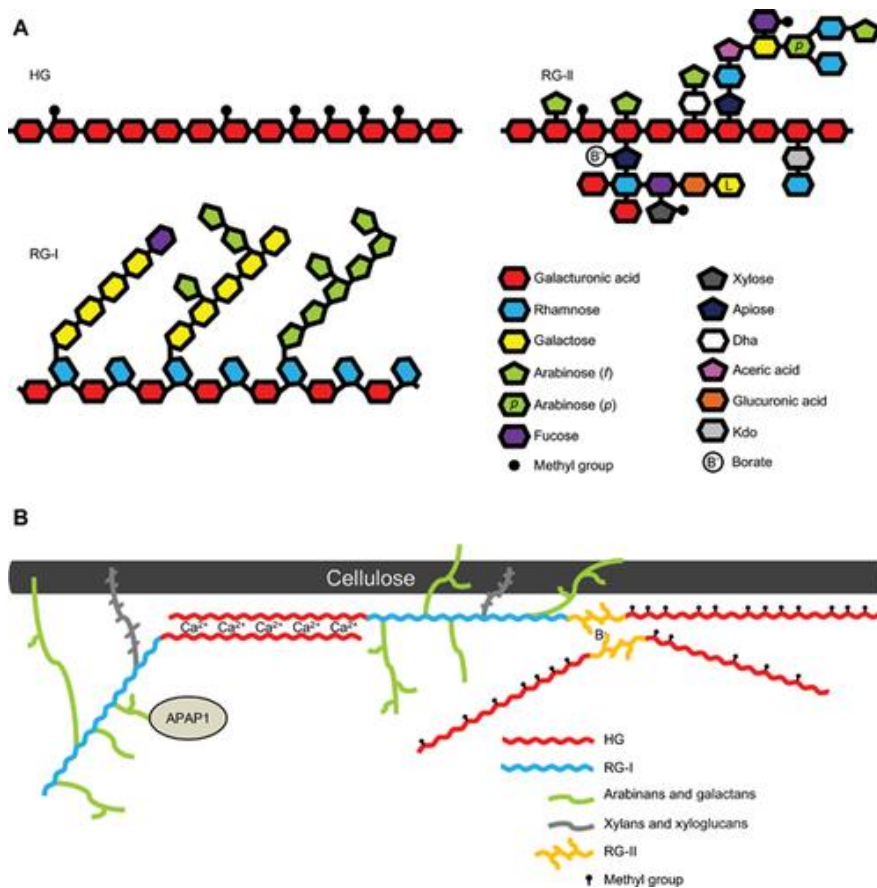 A
HG
RG-II
p
B-
L
RG-I
Galacturonic acid
Rhamnose
Galactose
Arabinose (f)
p Arabinose (p)
Fucose
Methyl group
Xylose
Apiose
Dha
Aceric acid
Glucuronic acid
Kdo
B- Borate
B
Cellulose
Ca2+ Ca2+ Ca2+ Ca2+ Ca2+
B-
APAP1
HG
RG-I
Arabinans and galactans
Xylans and xyloglucans
RG-II
Methyl group